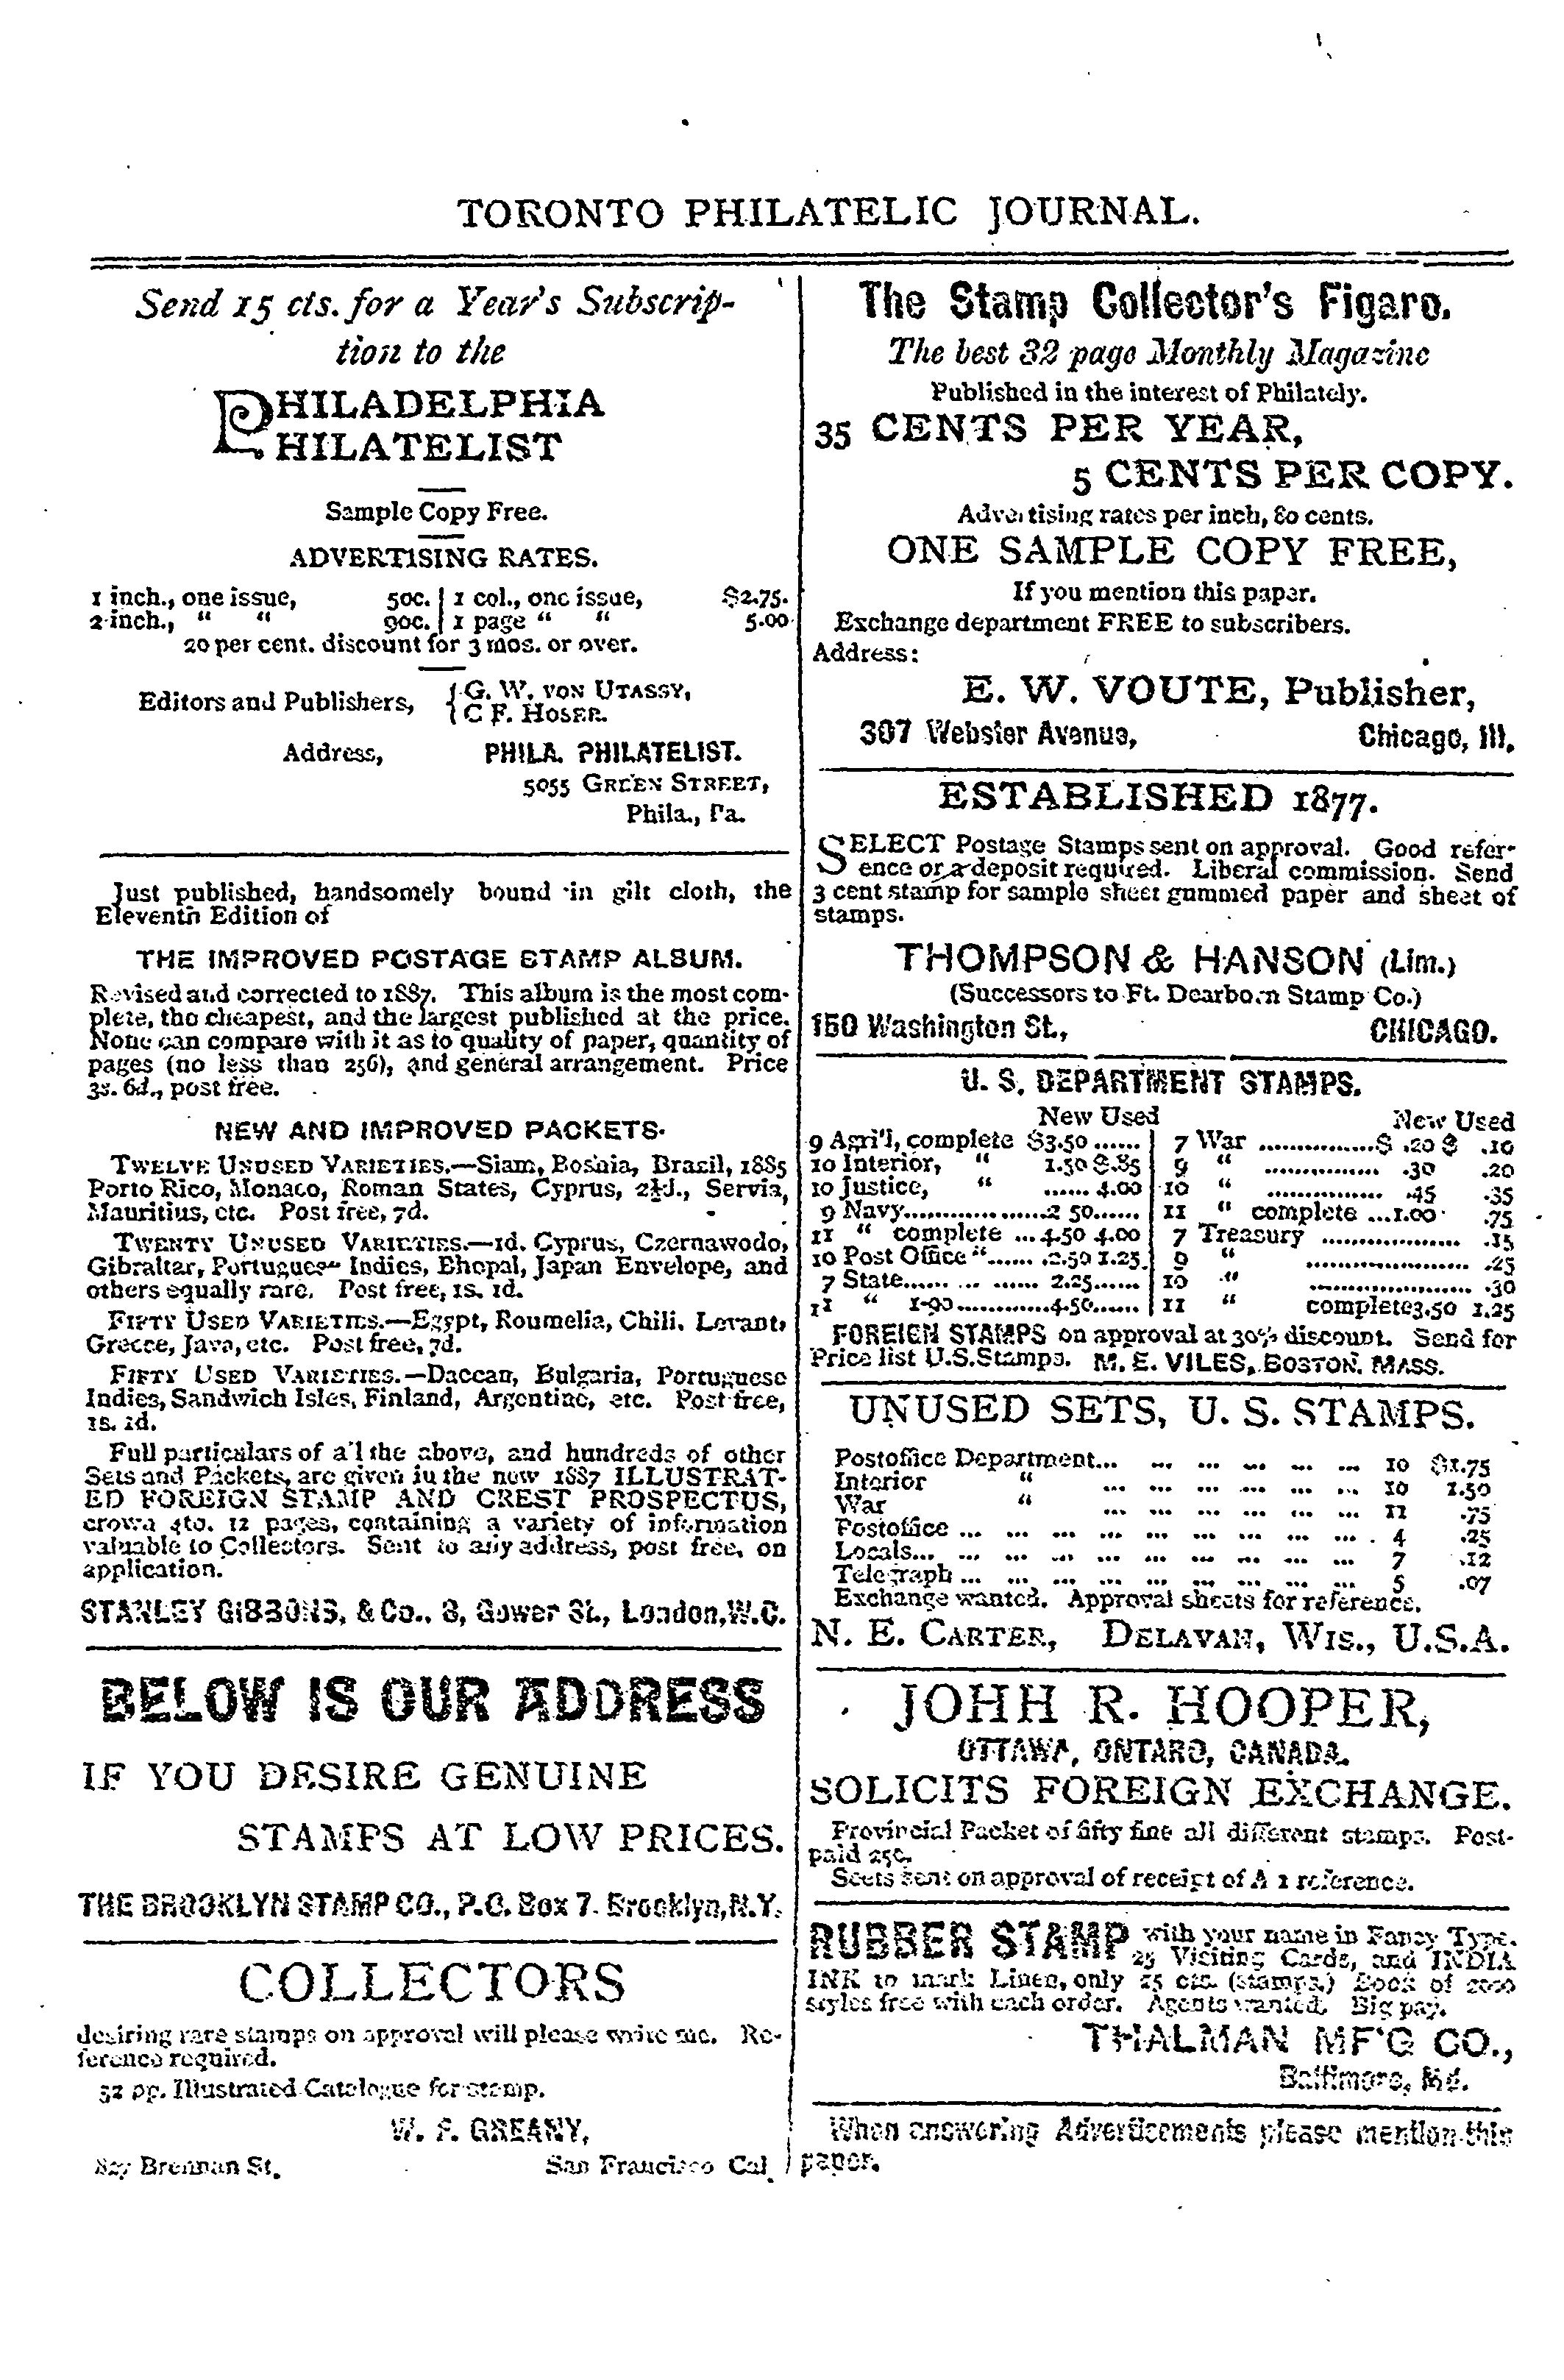 TORONTO PHILATELIC JOURNAL.
Send 15 cts. for a Year's Subscrip-
tion to the
PHILADELPHIA
PHILATELIST
Sample Copy Free.
ADVERTISING RATES.
1 inch., one issue, 50c. | 1 col., one issue, $2.75.
2 inch., " " 90c. | 1 page " " 5.00
20 per cent. discount for 3 mos. or over.
Editors and Publishers, { G. W. VON UTASSY,
{ C F. HOSER.
Address, PHILA. PHILATELIST.
5055 GREEN STREET,
Phila., Pa.
Just published, handsomely bound in gilt cloth, the
Eleventh Edition of
THE IMPROVED POSTAGE STAMP ALBUM.
Revised and corrected to 1887. This album is the most com-
plete, the cheapest, and the largest published at the price.
None can compare with it as to quality of paper, quantity of
pages (no less than 256), and general arrangement. Price
3s. 6d., post free.
NEW AND IMPROVED PACKETS.
TWELVE UNUSED VARIETIES.—Siam, Bosnia, Brazil, 1885
Porto Rico, Monaco, Roman States, Cyprus, 2½d., Servia,
Mauritius, etc. Post free, 7d.
TWENTY UNUSED VARIETIES.—1d. Cyprus, Czernawodo,
Gibraltar, Portuguese Indies, Bhopal, Japan Envelope, and
others equally rare. Post free, 1s. 1d.
FIFTY USED VARIETIES.—Egypt, Roumelia, Chili, Levant,
Greece, Java, etc. Post free, 7d.
FIFTY USED VARIETIES.—Deccan, Bulgaria, Portuguese
Indies, Sandwich Isles, Finland, Argentine, etc. Post free,
1s. 1d.
Full particulars of all the above, and hundreds of other
Sets and Packets, are given in the new 1887 ILLUSTRAT-
ED FOREIGN STAMP AND CREST PROSPECTUS,
crown 4to. 12 pages, containing a variety of information
valuable to Collectors. Sent to any address, post free, on
application.
STANLEY GIBBONS, & Co., 8, Gower St., London, W.C.
BELOW IS OUR ADDRESS
IF YOU DESIRE GENUINE
STAMPS AT LOW PRICES.
THE BROOKLYN STAMP CO., P.O. Box 7. Brooklyn, N.Y.
COLLECTORS
desiring rare stamps on approval will please write me. Re-
ference required.
32 pp. Illustrated Catalogue for stamp.
W. F. GREANY,
827 Brennan St. San Francisco Cal.
The Stamp Collector's Figaro.
The best 32 page Monthly Magazine
Published in the interest of Philately.
35 CENTS PER YEAR,
5 CENTS PER COPY.
Advertising rates per inch, 80 cents.
ONE SAMPLE COPY FREE,
If you mention this paper.
Exchange department FREE to subscribers.
Address:
E. W. VOUTE, Publisher,
307 Webster Avenue, Chicago, Ill.
ESTABLISHED 1877.
SELECT Postage Stamps sent on approval. Good refer-
ence or a deposit required. Liberal commission. Send
3 cent stamp for sample sheet gummed paper and sheet of
stamps.
THOMPSON & HANSON (Lim.)
(Successors to Ft. Dearborn Stamp Co.)
150 Washington St., CHICAGO.
U. S. DEPARTMENT STAMPS.
New Used New Used
9 Agri'l, complete $3.50 ...... | 7 War ............... $ .20 $ .10
10 Interior, " 1.50 $.85 | 9 " ............... .30 .20
10 Justice, " ...... 4.00 | 10 " ............... .45 .35
9 Navy.....................2 50...... | 11 " complete ...1.00 .75
11 " complete ... 4.50 4.00 | 7 Treasury .................. .15
10 Post Office "...... .2.50 1.25 | 9 " ..................... .25
7 State...... ... ...... 2.25...... | 10 " ..................... .30
11 " 1-90............4.50...... | 11 " complete3.50 1.25
FOREIGN STAMPS on approval at 30% discount. Send for
Price list U.S. Stamps. M. E. VILES, BOSTON. MASS.
UNUSED SETS, U. S. STAMPS.
Postoffice Department... ... ... ... ... ... ... 10 $1.75
Interior " ... ... ... ... ... ... 10 1.50
War " ... ... ... ... ... ... 11 .75
Postoffice ... ... ... ... ... ... ... ... ... . 4 .25
Locals... ... ... ... ... ... ... ... ... ... 7 .12
Telegraph ... ... ... ... ... ... ... ... ... 5 .07
Exchange wanted. Approval sheets for reference.
N. E. CARTER, DELAVAN, WIS., U.S.A.
JOHH R. HOOPER,
OTTAWA, ONTARO, CANADA.
SOLICITS FOREIGN EXCHANGE.
Provincial Packet of fifty fine all different stamps. Post-
paid 25c.
Seets sent on approval of receipt of A 1 reference.
RUBBER STAMP with your name in Fancy Type.
25 Visiting Cards, and INDIA
INK to mark Linen, only 25 cts. (stamps.) Book of 2000
styles free with each order. Agents wanted. Big pay.
THALMAN MF'G CO.,
Baltimore, Md.
When answering Advertisements please mention this
paper.